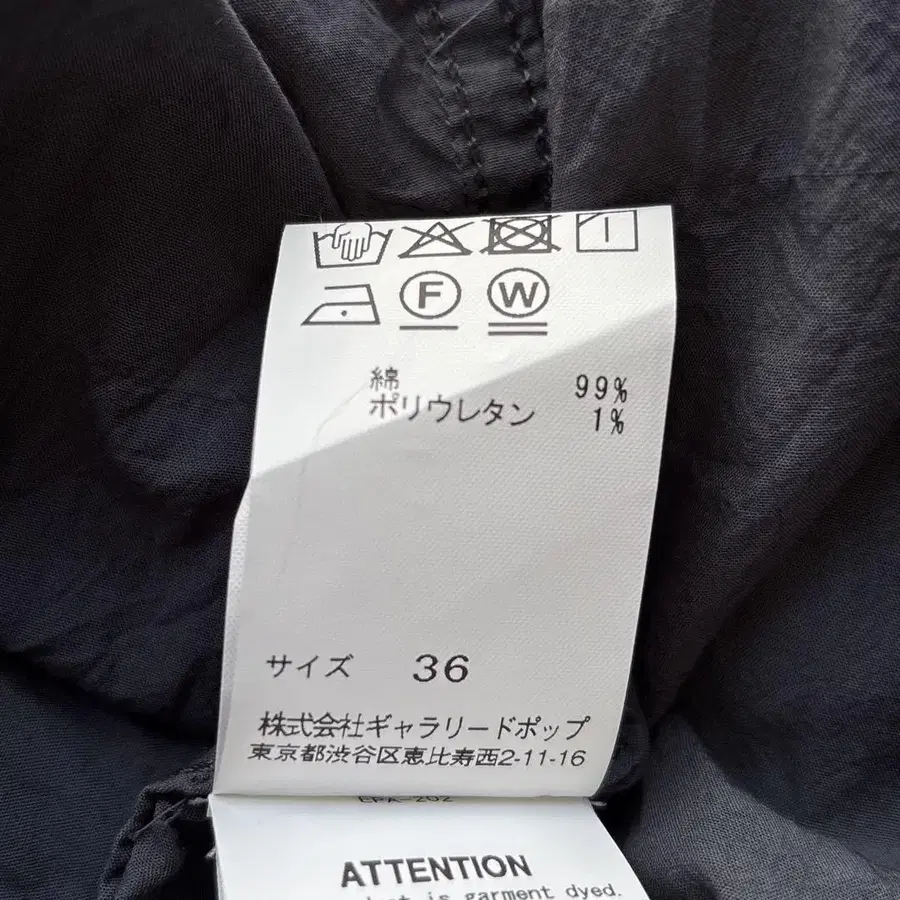 F W
綿 99%
ポリウレタン 1%
サイズ 36
株式会社ギャラリードポップ
東京都渋谷区恵比寿西2-11-16
EPA-202
ATTENTION
is garment dyed.